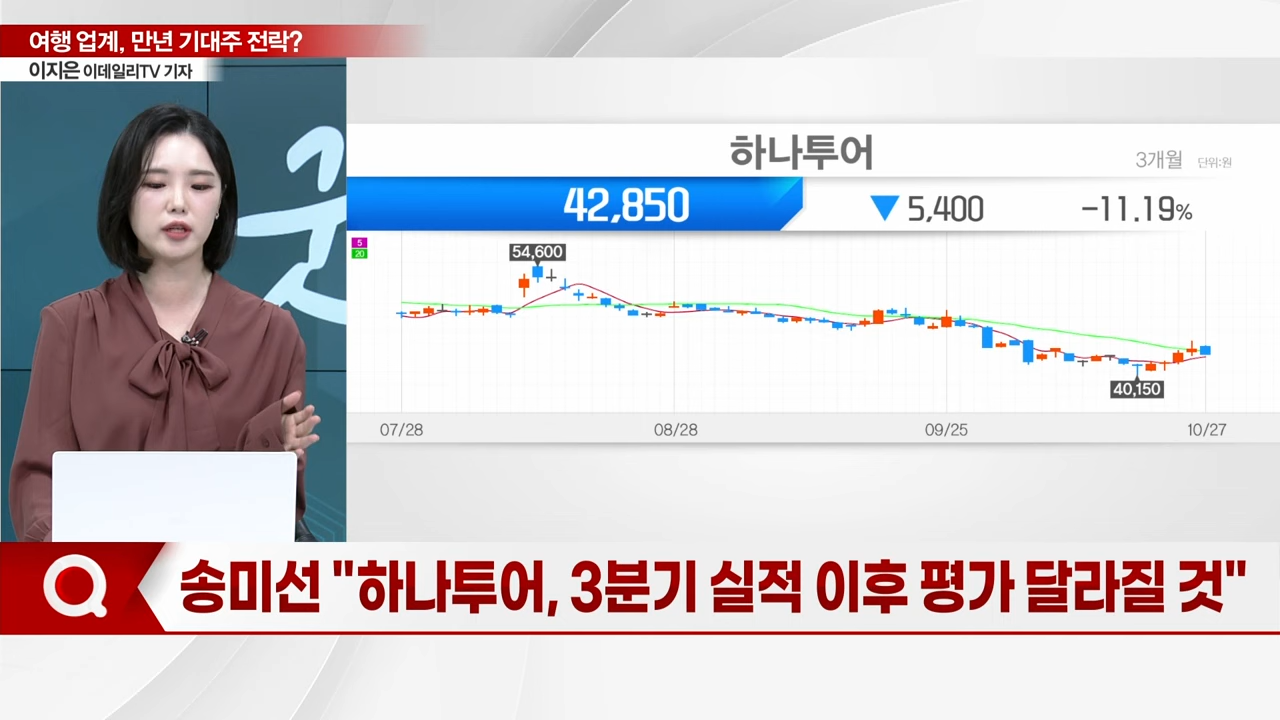 여행 업계, 만년 기대주 전락?
이지은 이데일리TV 기자
하나투어
3개월 단위:원
42,850 ▼ 5,400 -11.19%
5
20
54,600
40,150
07/28 08/28 09/25 10/27
송미선 "하나투어, 3분기 실적 이후 평가 달라질 것"